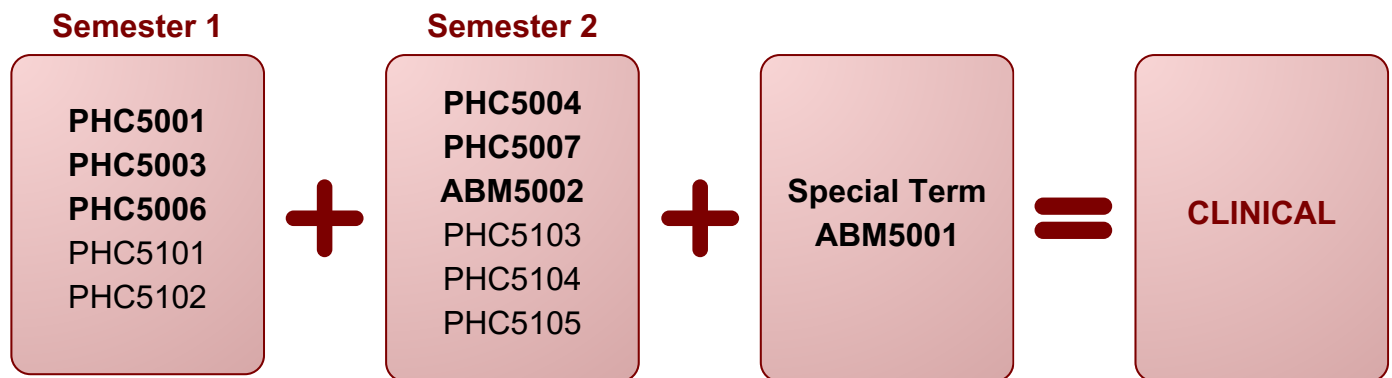 Semester 1
PHC5001
PHC5003
PHC5006
PHC5101
PHC5102
Semester 2
PHC5004
PHC5007
ABM5002
PHC5103
PHC5104
PHC5105
Special Term
ABM5001
CLINICAL